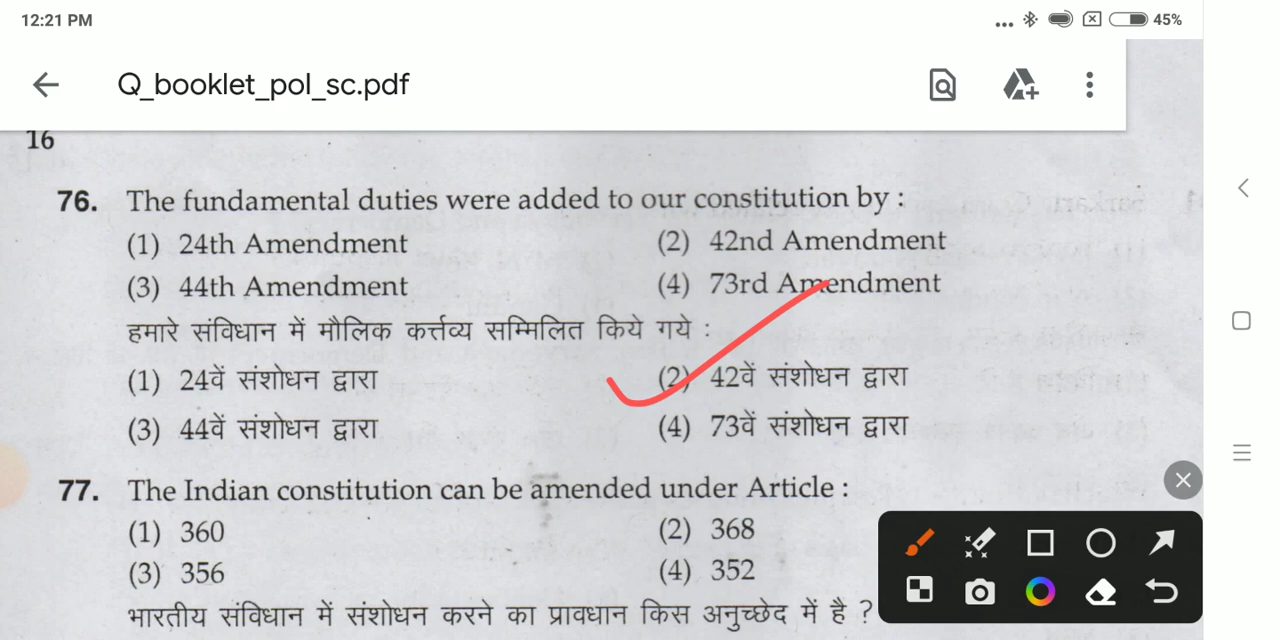 12:21 PM
45%
Q_booklet_pol_sc.pdf
16
76. The fundamental duties were added to our constitution by :
(1) 24th Amendment (2) 42nd Amendment
(3) 44th Amendment (4) 73rd Amendment
हमारे संविधान में मौलिक कर्त्तव्य सम्मिलित किये गये :
(1) 24वें संशोधन द्वारा (2) 42वें संशोधन द्वारा
(3) 44वें संशोधन द्वारा (4) 73वें संशोधन द्वारा
77. The Indian constitution can be amended under Article :
(1) 360 (2) 368
(3) 356 (4) 352
भारतीय संविधान में संशोधन करने का प्रावधान किस अनुच्छेद में है ?